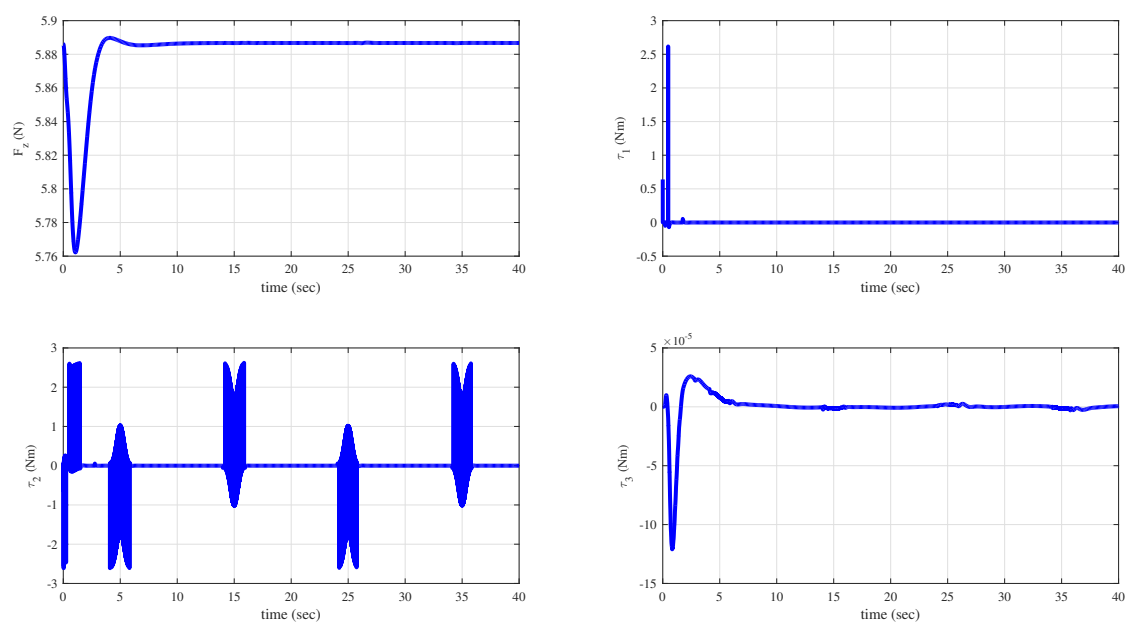 5.9
5.88
5.86
5.84
5.82
5.8
5.78
5.76
F_z (N)
0 5 10 15 20 25 30 35 40
time (sec)
3
2.5
2
1.5
1
0.5
0
-0.5
τ_1 (Nm)
0 5 10 15 20 25 30 35 40
time (sec)
3
2
1
0
-1
-2
-3
τ_2 (Nm)
0 5 10 15 20 25 30 35 40
time (sec)
×10^-5
5
0
-5
-10
-15
τ_3 (Nm)
0 5 10 15 20 25 30 35 40
time (sec)